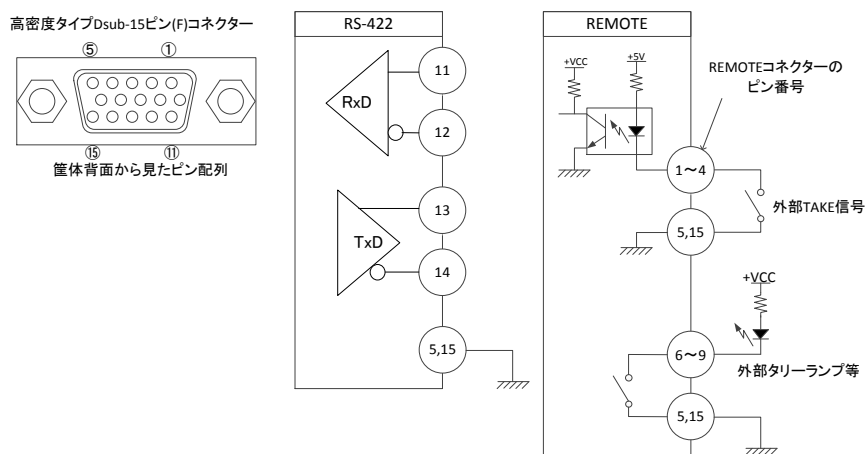 高密度タイプDsub-15ピン(F)コネクター
⑤
①
⑮
⑪
筐体背面から見たピン配列
RS-422
RxD
11
12
TxD
13
14
5,15
REMOTE
+VCC
+5V
REMOTEコネクターの
ピン番号
1~4
外部TAKE信号
5,15
+VCC
6~9
外部タリーランプ等
5,15